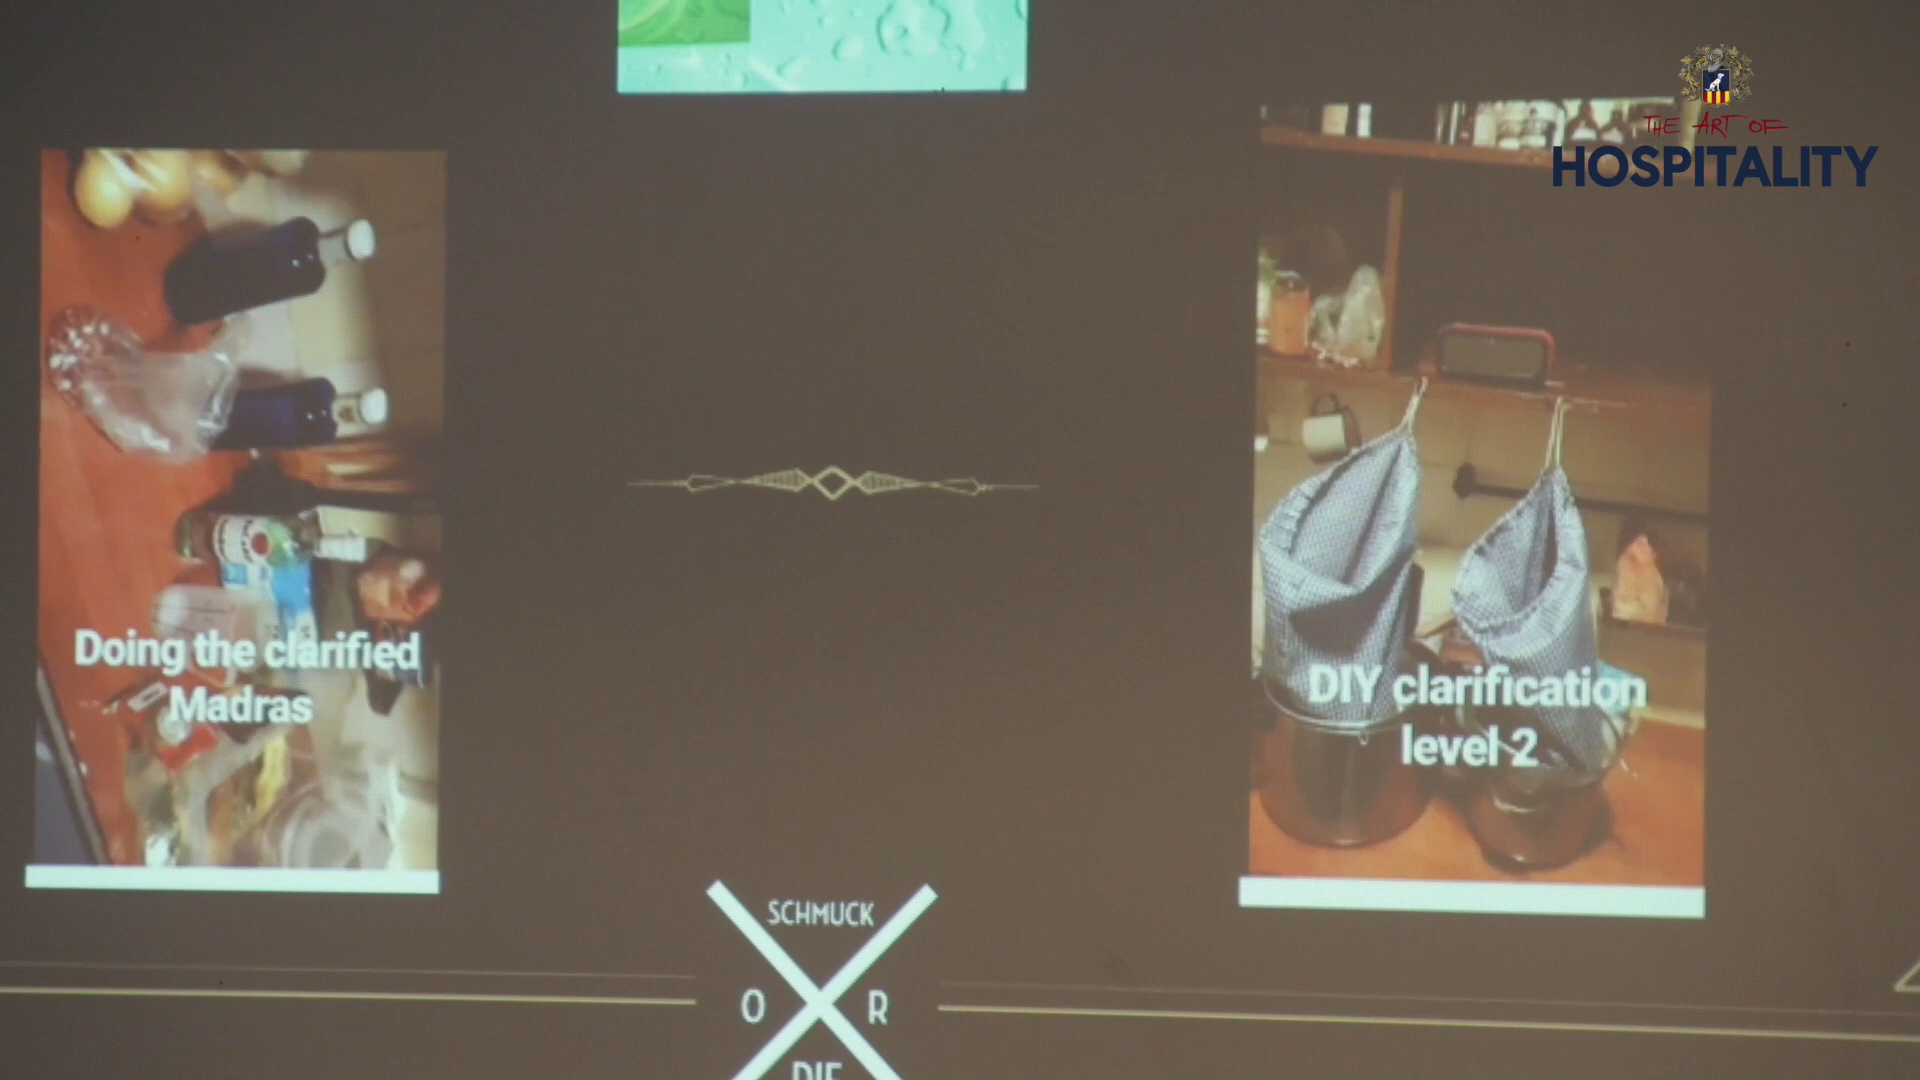 THE ART OF
HOSPITALITY
Doing the clarified
Madras
DIY clarification
level 2
SCHMUCK
O R
DIE